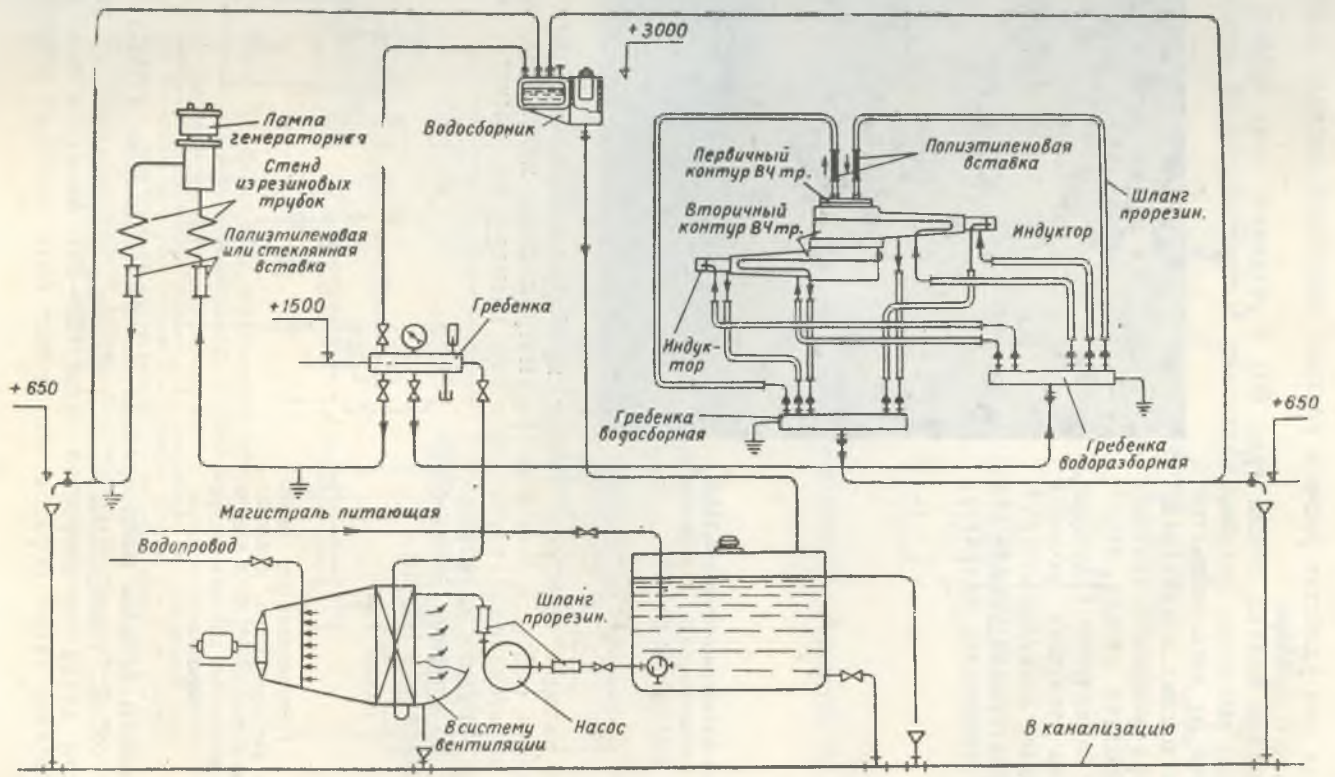 +3000
Водосборник
Лампа
генераторная
Стенд
из резиновых
трубок
Полиэтиленовая
или стеклянная
вставка
Первичный
контур ВЧ тр.
Полиэтиленовая
вставка
Шланг
прорезин.
Вторичный
контур ВЧ тр.
Индуктор
+1500
Гребенка
Индук-
тор
+650
Гребенка
водосборная
Гребенка
водоразборная
+650
Магистраль питающая
Водопровод
Шланг
прорезин.
В систему
вентиляции
Насос
В канализацию